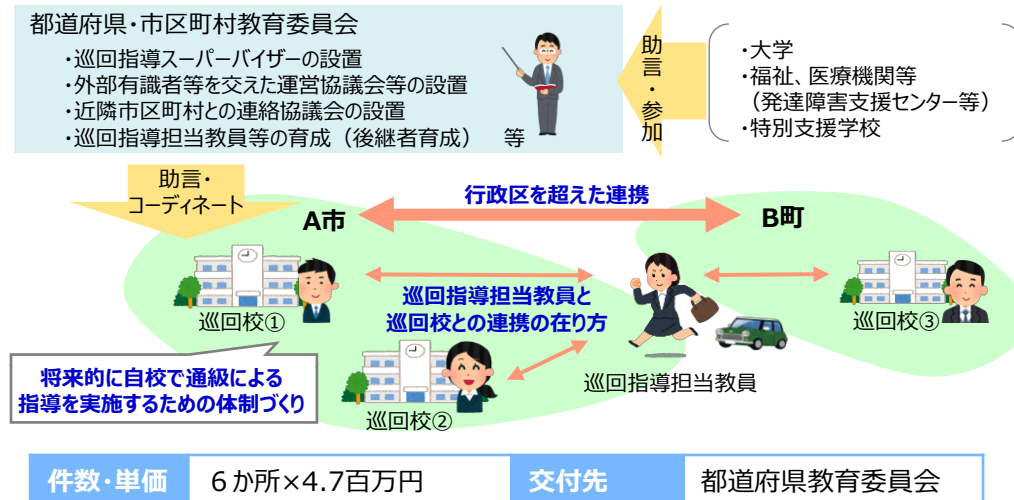 都道府県・市区町村教育委員会
・巡回指導スーパーバイザーの設置
・外部有識者等を交えた運営協議会等の設置
・近隣市区町村との連絡協議会の設置
・巡回指導担当教員等の育成（後継者育成）　等
助言・参加
・大学
・福祉、医療機関等
（発達障害支援センター等）
・特別支援学校
助言・
コーディネート
行政区を超えた連携
A市
B町
巡回校①
巡回指導担当教員と
巡回校との連携の在り方
巡回校③
将来的に自校で通級による
指導を実施するための体制づくり
巡回校②
巡回指導担当教員
件数・単価　６か所×4.7百万円　交付先　都道府県教育委員会